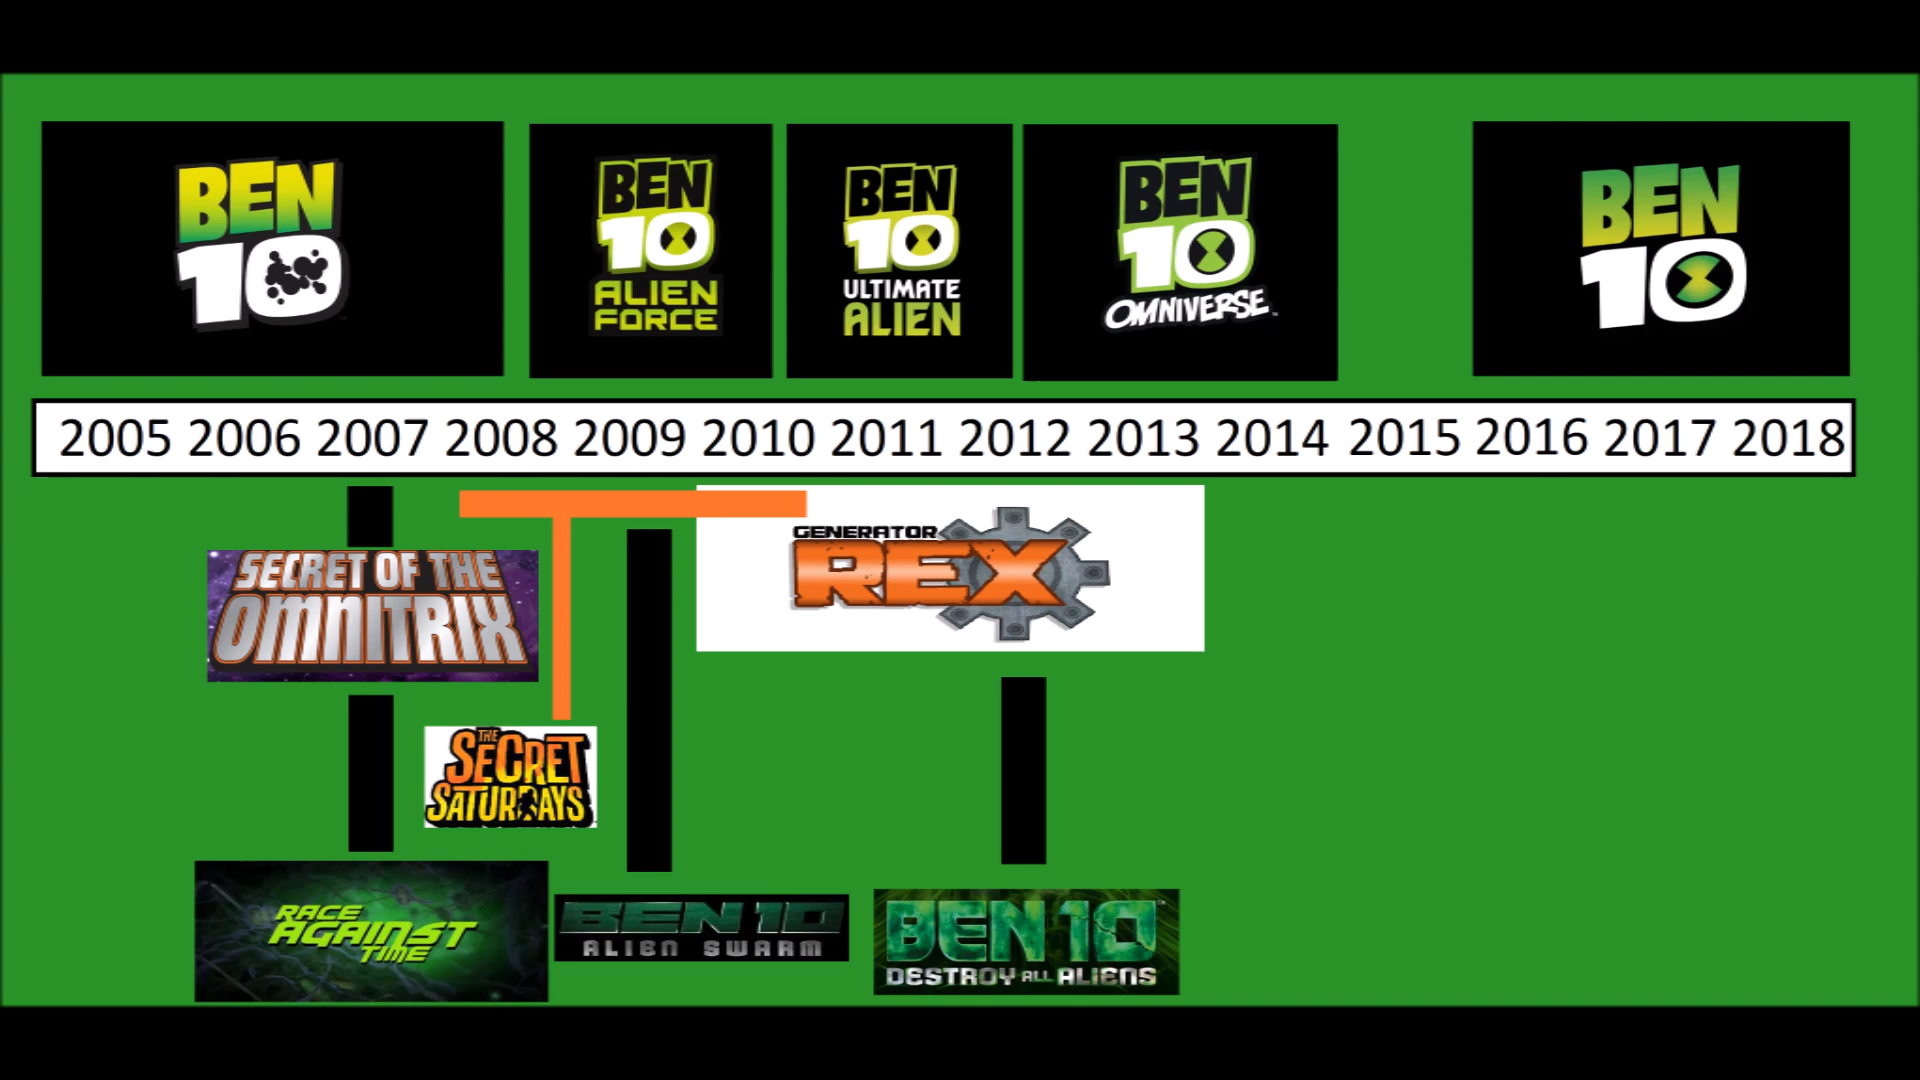 BEN
10
BEN
10
ALIEN
FORCE
BEN
10
ULTIMATE
ALIEN
BEN
10
OMNIVERSE
BEN
10
2005 2006 2007 2008 2009 2010 2011 2012 2013 2014 2015 2016 2017 2018
SECRET OF THE
OMNITRIX
GENERATOR
REX
THE
SECRET
SATURDAYS
RACE
AGAINST
TIME
BEN 10
ALIEN SWARM
BEN 10
DESTROY ALL ALIENS